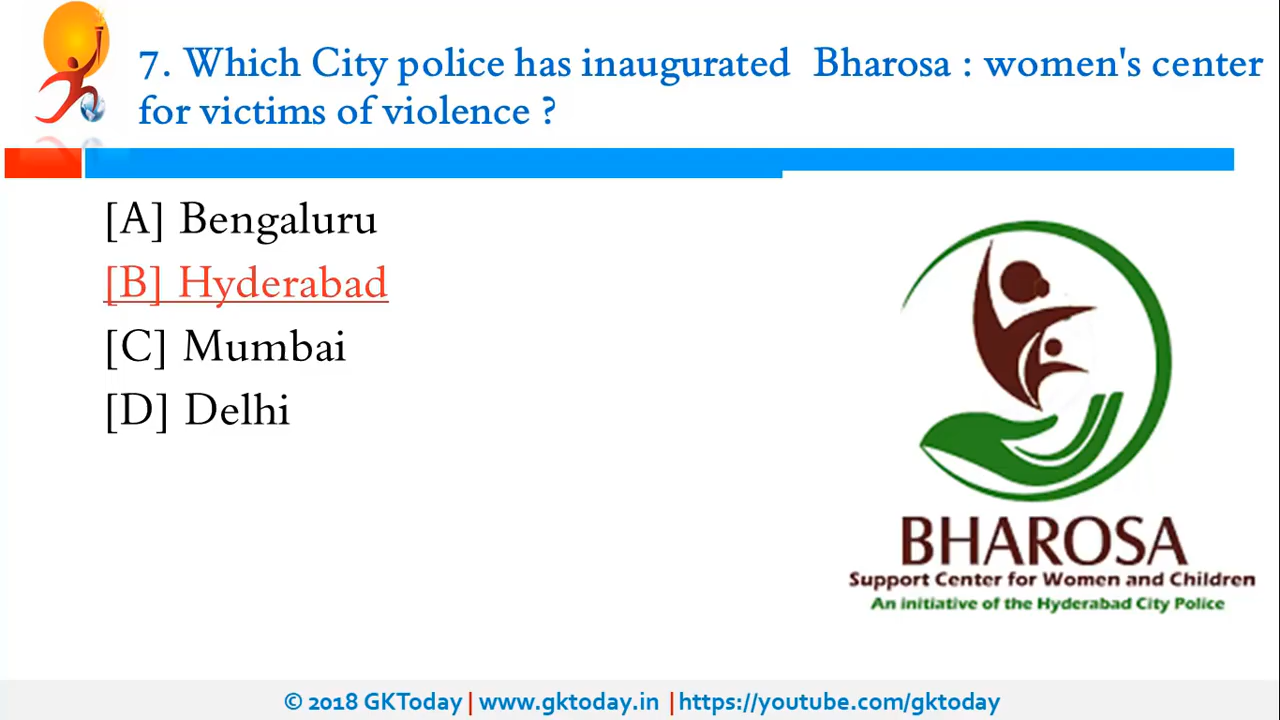 7. Which City police has inaugurated Bharosa : women's center
for victims of violence ?
[A] Bengaluru
[B] Hyderabad
[C] Mumbai
[D] Delhi
BHAROSA
Support Center for Women and Children
An initiative of the Hyderabad City Police
© 2018 GKToday | www.gktoday.in | https://youtube.com/gktoday